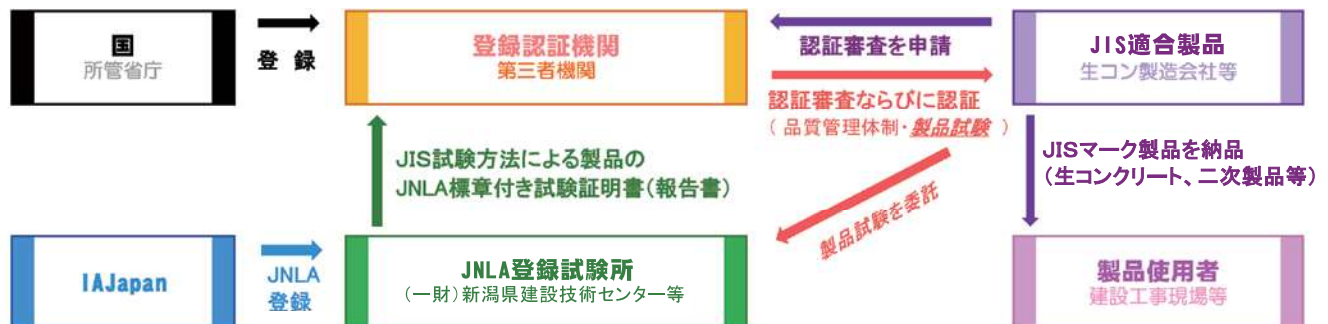 国
所管省庁
登 録
登録認証機関
第三者機関
認証審査を申請
認証審査ならびに認証
( 品質管理体制・製品試験 )
JIS適合製品
生コン製造会社等
JIS試験方法による製品の
JNLA標章付き試験証明書(報告書)
製品試験を委託
JISマーク製品を納品
(生コンクリート、二次製品等)
IAJapan
JNLA
登録
JNLA登録試験所
(一財)新潟県建設技術センター等
製品使用者
建設工事現場等